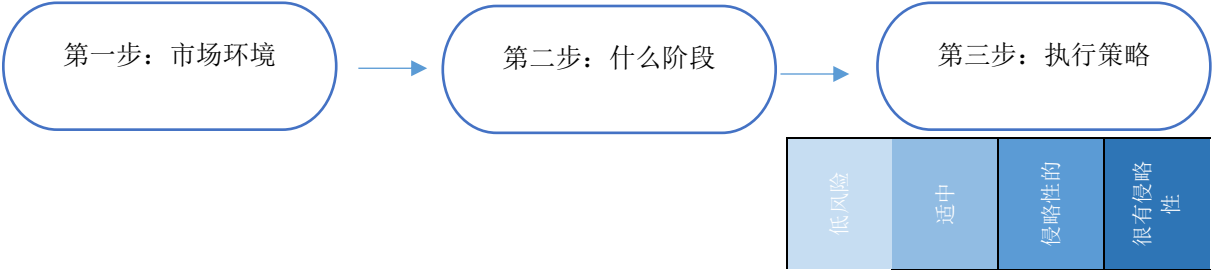 第一步：市场环境
第二步：什么阶段
第三步：执行策略
低风险
适中
侵略性的
很有侵略
性